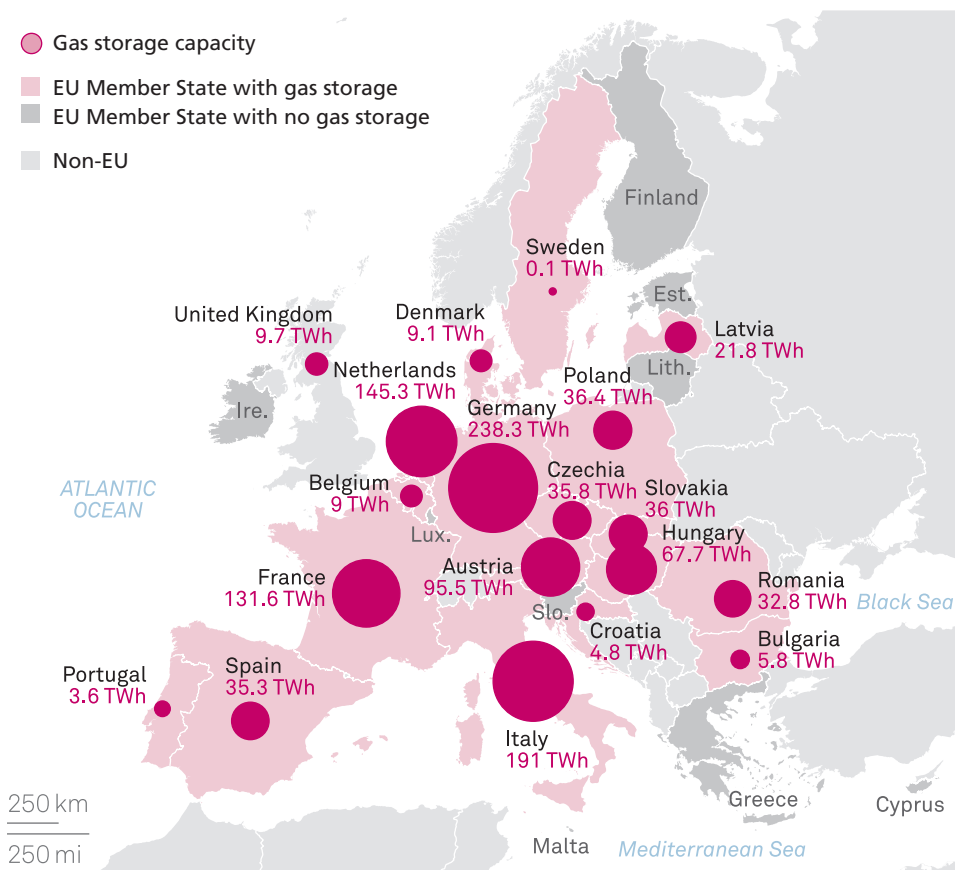 Gas storage capacity
EU Member State with gas storage
EU Member State with no gas storage
Non-EU
Finland
Sweden
0.1 TWh
Est.
United Kingdom
9.7 TWh
Denmark
9.1 TWh
Latvia
21.8 TWh
Netherlands
145.3 TWh
Poland
36.4 TWh
Lith.
Ire.
Germany
238.3 TWh
Czechia
35.8 TWh
Slovakia
36 TWh
Belgium
9 TWh
ATLANTIC
OCEAN
Lux.
Hungary
67.7 TWh
Austria
95.5 TWh
France
131.6 TWh
Romania
32.8 TWh
Black Sea
Slo.
Croatia
4.8 TWh
Bulgaria
5.8 TWh
Portugal
3.6 TWh
Spain
35.3 TWh
Italy
191 TWh
250 km
250 mi
Greece
Cyprus
Malta
Mediterranean Sea